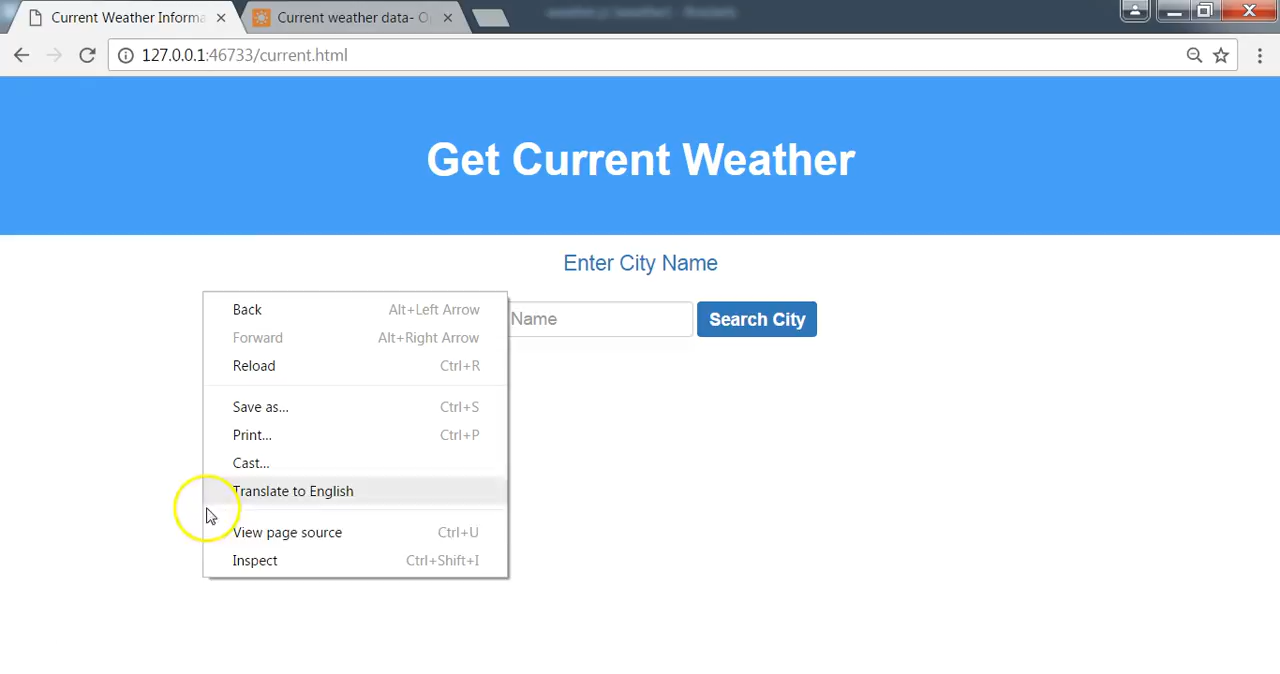 Current Weather Informa
Current weather data- O
127.0.0.1:46733/current.html
Get Current Weather
Enter City Name
Name
Search City
Back Alt+Left Arrow
Forward Alt+Right Arrow
Reload Ctrl+R
Save as... Ctrl+S
Print... Ctrl+P
Cast...
Translate to English
View page source Ctrl+U
Inspect Ctrl+Shift+I